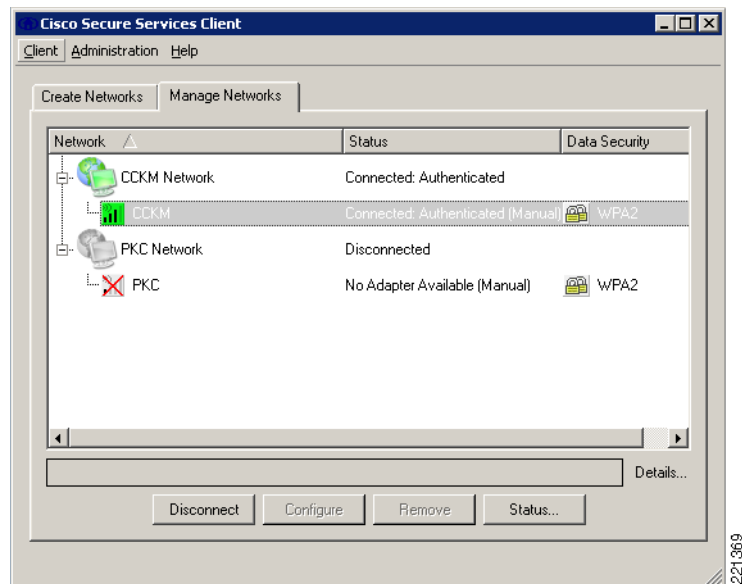 Cisco Secure Services Client
Client Administration Help
Create Networks Manage Networks
Network Status Data Security
CCKM Network Connected: Authenticated
CCKM Connected: Authenticated (Manual) WPA2
PKC Network Disconnected
PKC No Adapter Available (Manual) WPA2
Details...
Disconnect Configure Remove Status...
221369